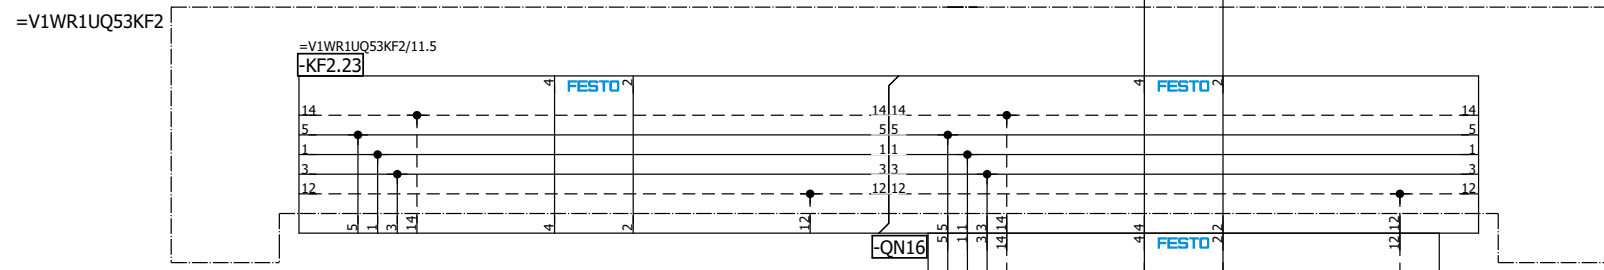 =V1WR1UQ53KF2
=V1WR1UQ53KF2/11.5
-KF2.23
4 FESTO 2 4 FESTO 2
14 14 14 14
5 5 5 5
1 1 1 1
3 3 3 3
12 12 12 12
5 1 3 14 4 2 12 5 1 3 14 4 2 12
-QN16 5 1 3 14 4 FESTO 2 12